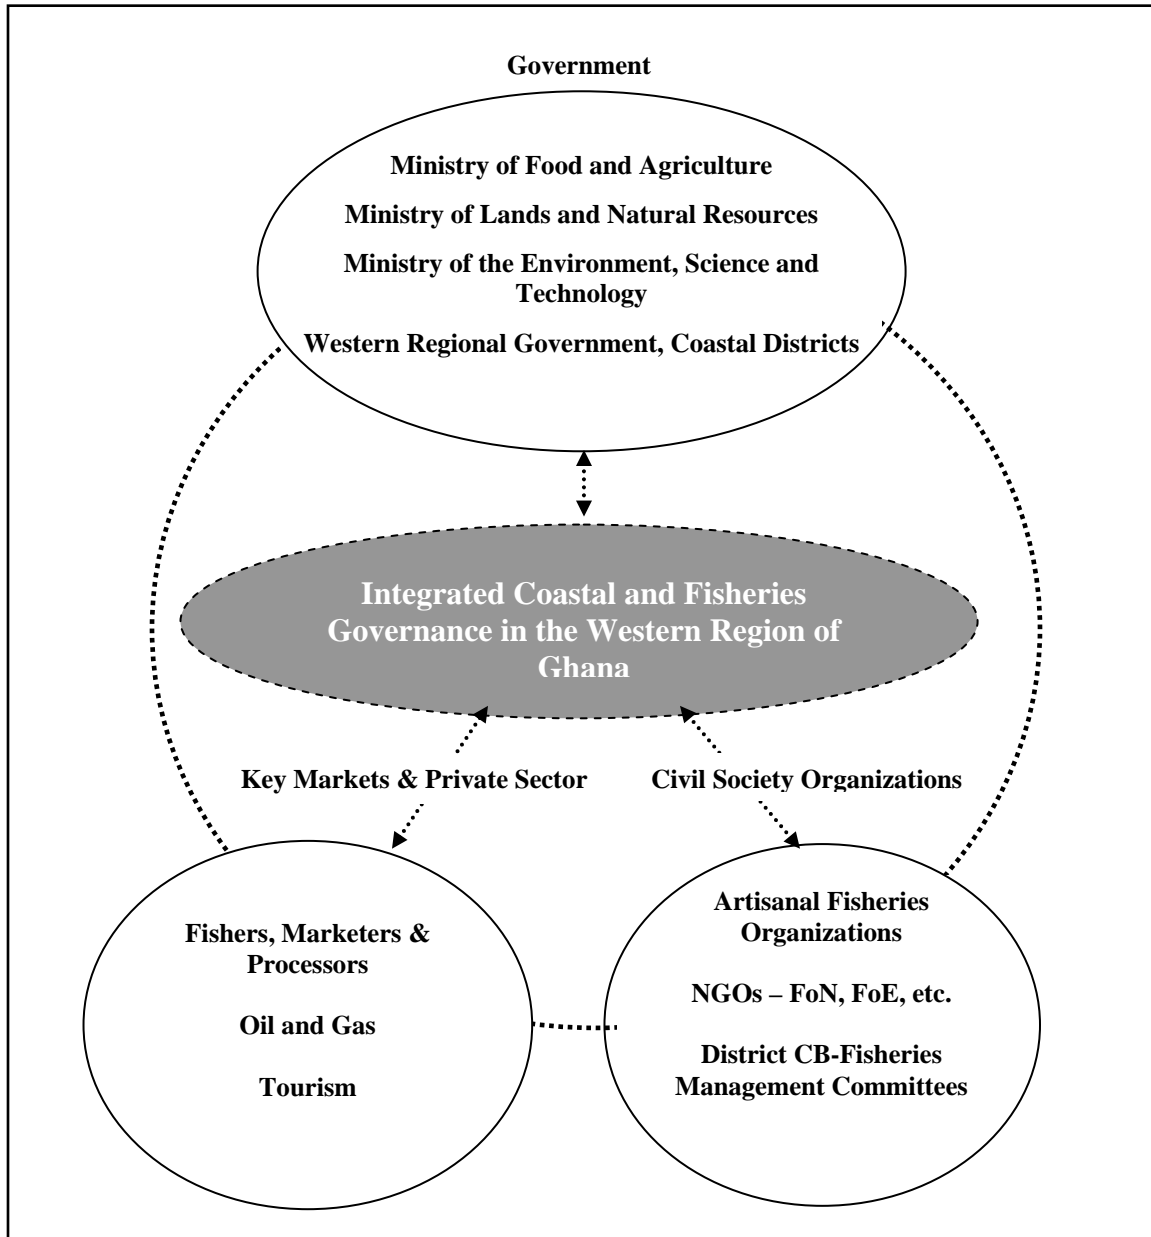 Government
Ministry of Food and Agriculture
Ministry of Lands and Natural Resources
Ministry of the Environment, Science and
Technology
Western Regional Government, Coastal Districts
Integrated Coastal and Fisheries
Governance in the Western Region of
Ghana
Key Markets & Private Sector
Civil Society Organizations
Fishers, Marketers &
Processors
Oil and Gas
Tourism
Artisanal Fisheries
Organizations
NGOs – FoN, FoE, etc.
District CB-Fisheries
Management Committees